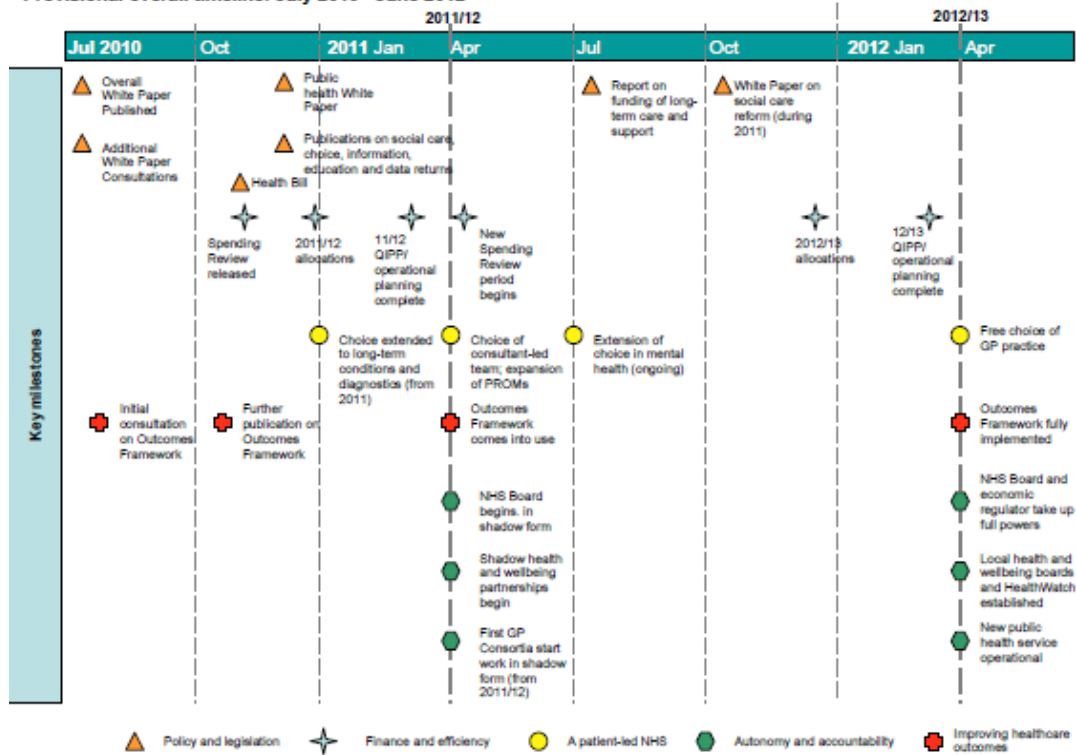 Provisional overall timeline: July 2010 - June 2012
2011/12
2012/13
Jul 2010
Oct
2011 Jan
Apr
Jul
Oct
2012 Jan
Apr
Key milestones
Overall
White Paper
Published
Public
health White
Paper
Report on
funding of long-
term care and
support
White Paper on
social care
reform (during
2011)
Additional
White Paper
Consultations
Publications on social care,
choice, information,
education and data returns
Health Bill
Spending
Review
released
2011/12
allocations
11/12
QIPP/
operational
planning
complete
New
Spending
Review
period
begins
2012/13
allocations
12/13
QIPP/
operational
planning
complete
Choice extended
to long-term
conditions and
diagnostics (from
2011)
Choice of
consultant-led
team; expansion
of PROMs
Extension of
choice in mental
health (ongoing)
Free choice of
GP practice
Initial
consultation
on Outcomes
Framework
Further
publication on
Outcomes
Framework
Outcomes
Framework
comes into use
Outcomes
Framework fully
implemented
NHS Board
begins. in
shadow form
NHS Board and
economic
regulator take up
full powers
Shadow health
and wellbeing
partnerships
begin
Local health and
wellbeing boards
and HealthWatch
established
First GP
Consortia start
work in shadow
form (from
2011/12)
New public
health service
operational
Policy and legislation
Finance and efficiency
A patient-led NHS
Autonomy and accountability
Improving healthcare
outcomes